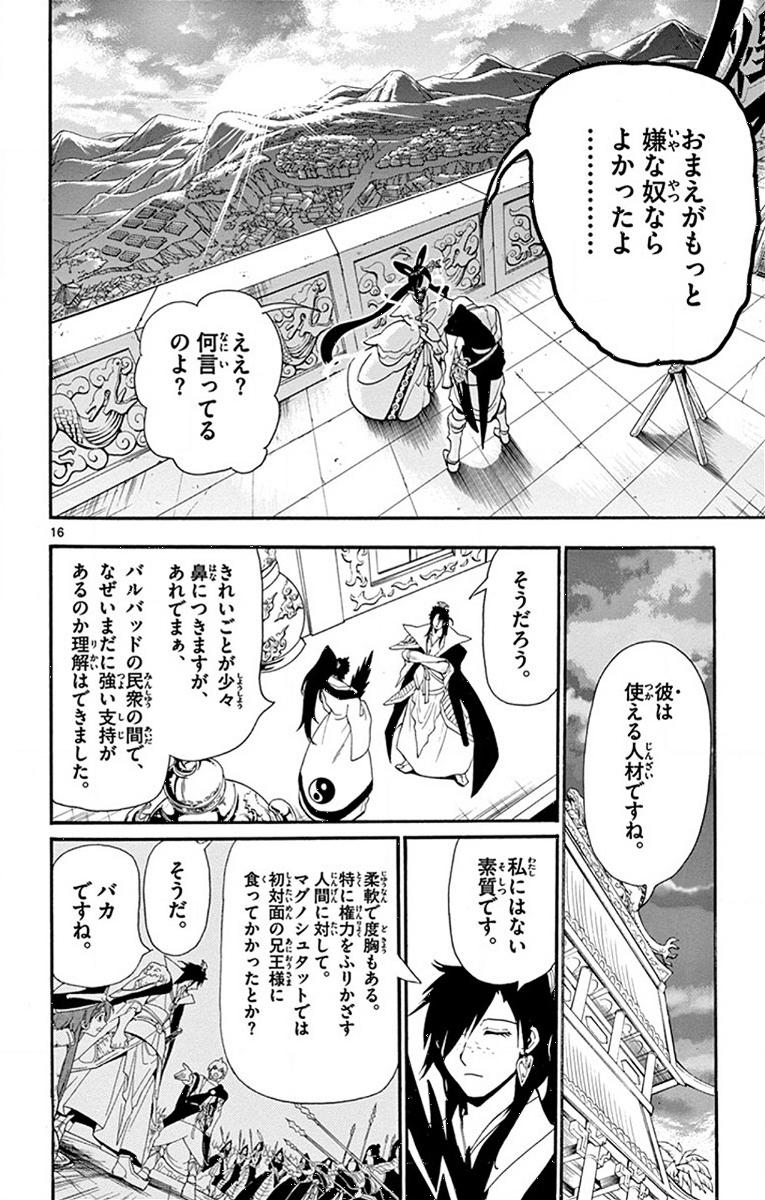 おまえがもっと
嫌な奴なら
よかったよ
…………
ええ?
何言ってる
のよ?
16
彼は
使える人材ですね。
そうだろう。
きれいごとが少々
鼻につきますが、
あれでまぁ、
バルバッドの民衆の間で、
なぜいまだに強い支持が
あるのか理解はできました。
私にはない
素質です。
柔軟で度胸もある。
特に権力をふりかざす
人間に対して。
マグノシュタットでは
初対面の兄王様に
食ってかかったとか?
そうだ。
バカ
ですね。